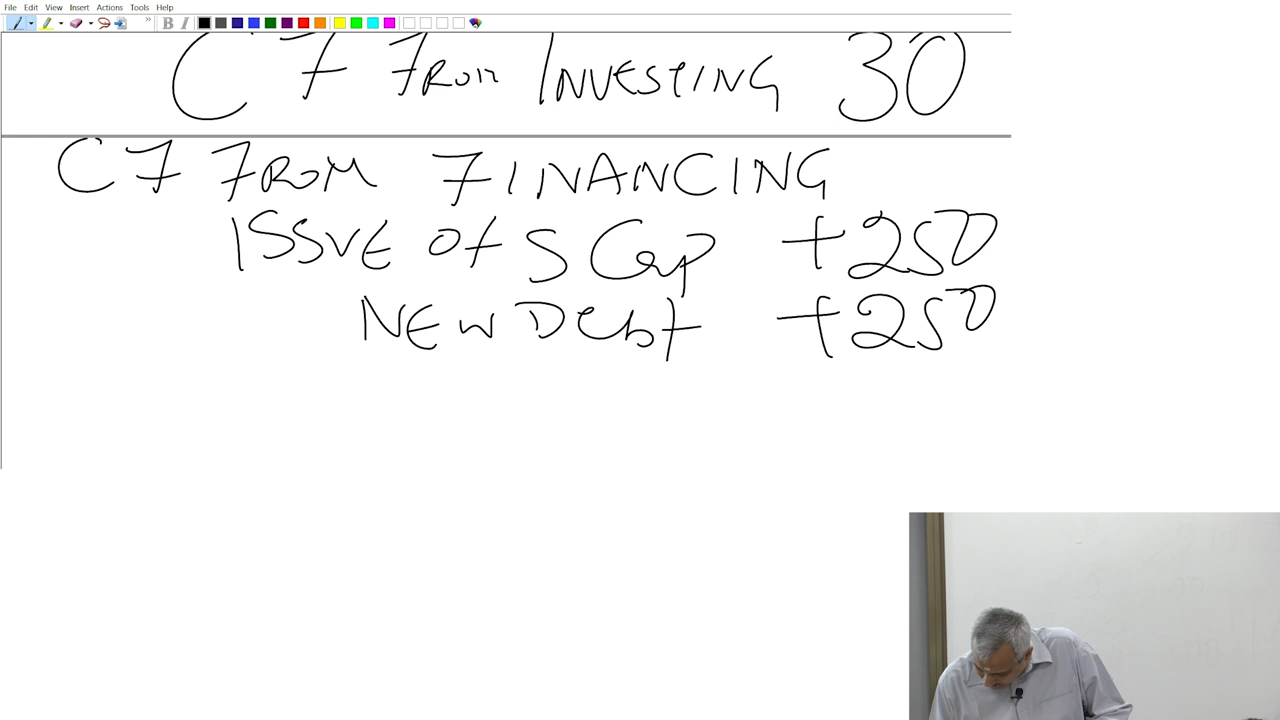 File Edit View Insert Actions Tools Help
B I
CF FROM INVESTING 30
CF FROM FINANCING
ISSUE Of S Cap +250
NEW Debt +250